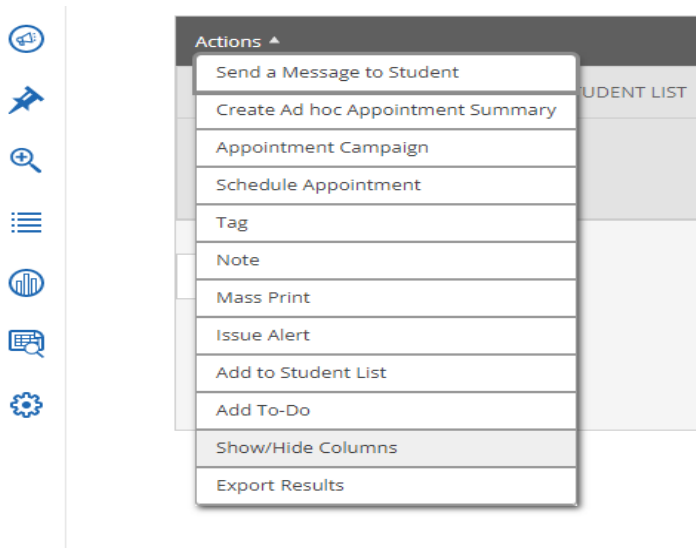 Actions
Send a Message to Student
UDENT LIST
Create Ad hoc Appointment Summary
Appointment Campaign
Schedule Appointment
Tag
Note
Mass Print
Issue Alert
Add to Student List
Add To-Do
Show/Hide Columns
Export Results